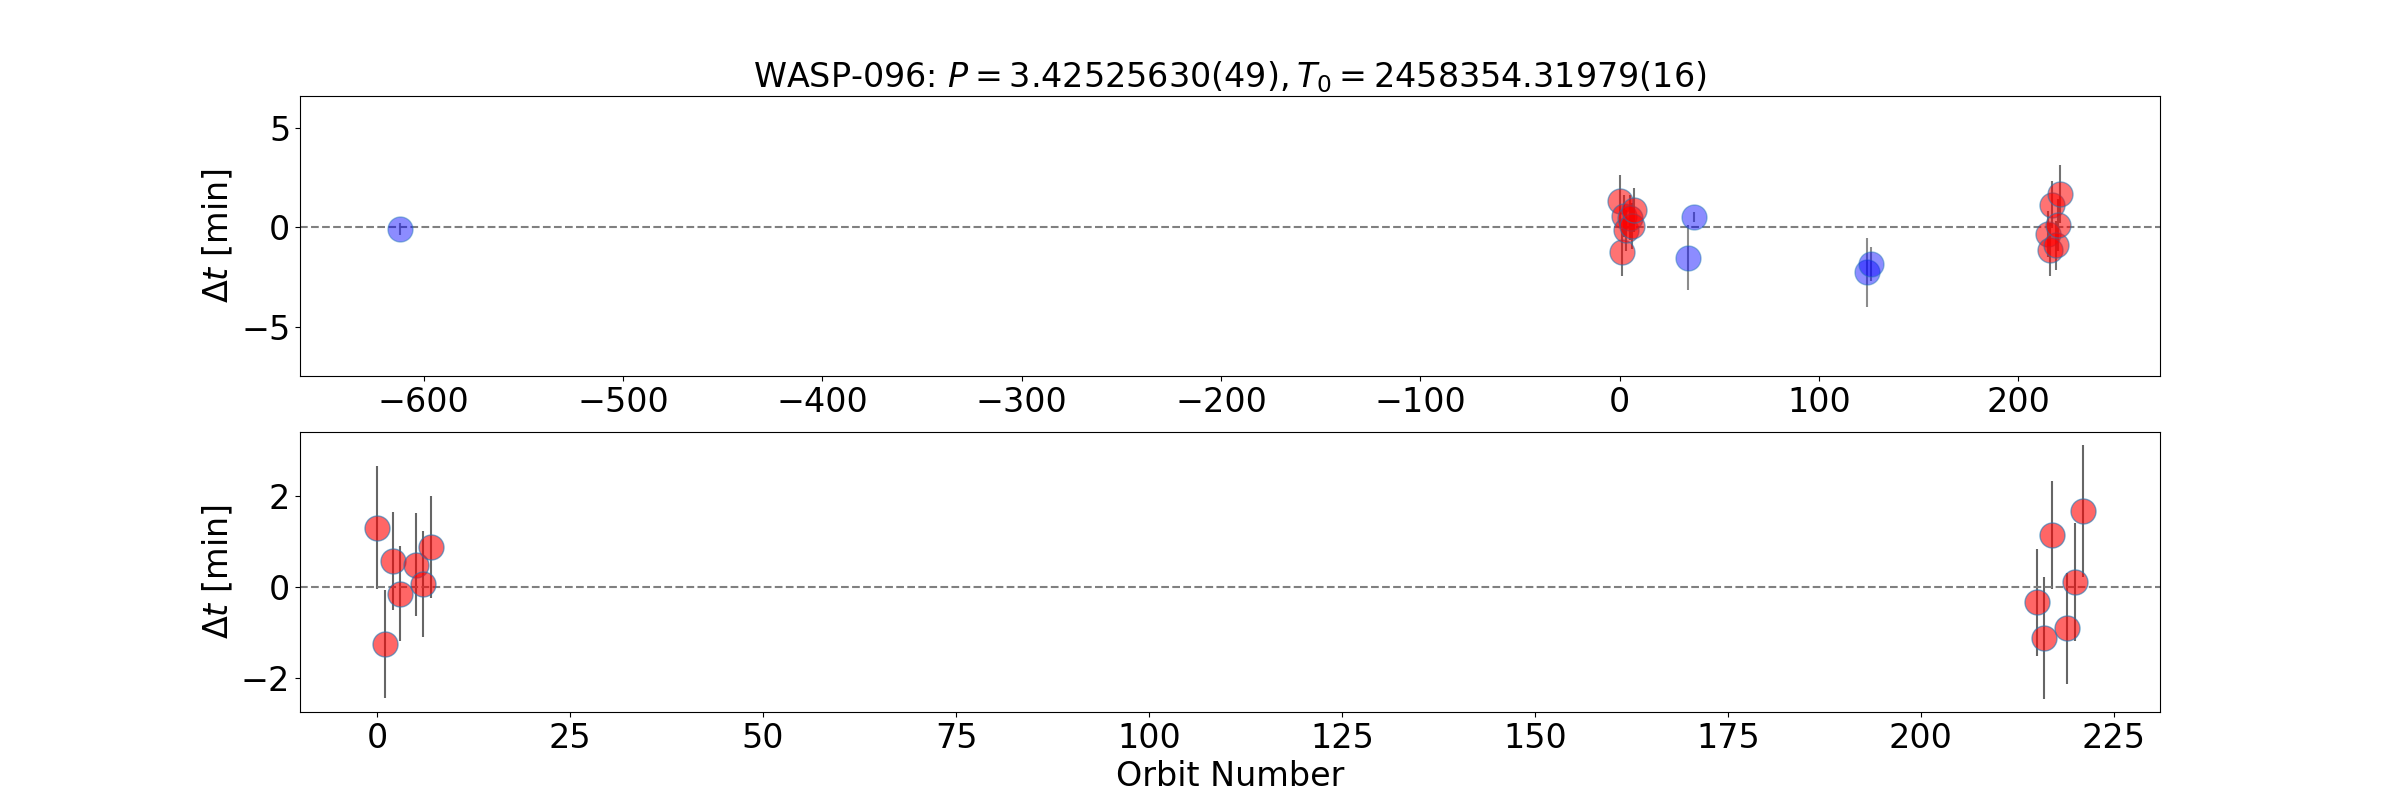 WASP-096: P = 3.42525630(49), T₀ = 2458354.31979(16)
Δt [min]
5
0
−5
−600 −500 −400 −300 −200 −100 0 100 200
Δt [min]
2
0
−2
0 25 50 75 100 125 150 175 200 225
Orbit Number